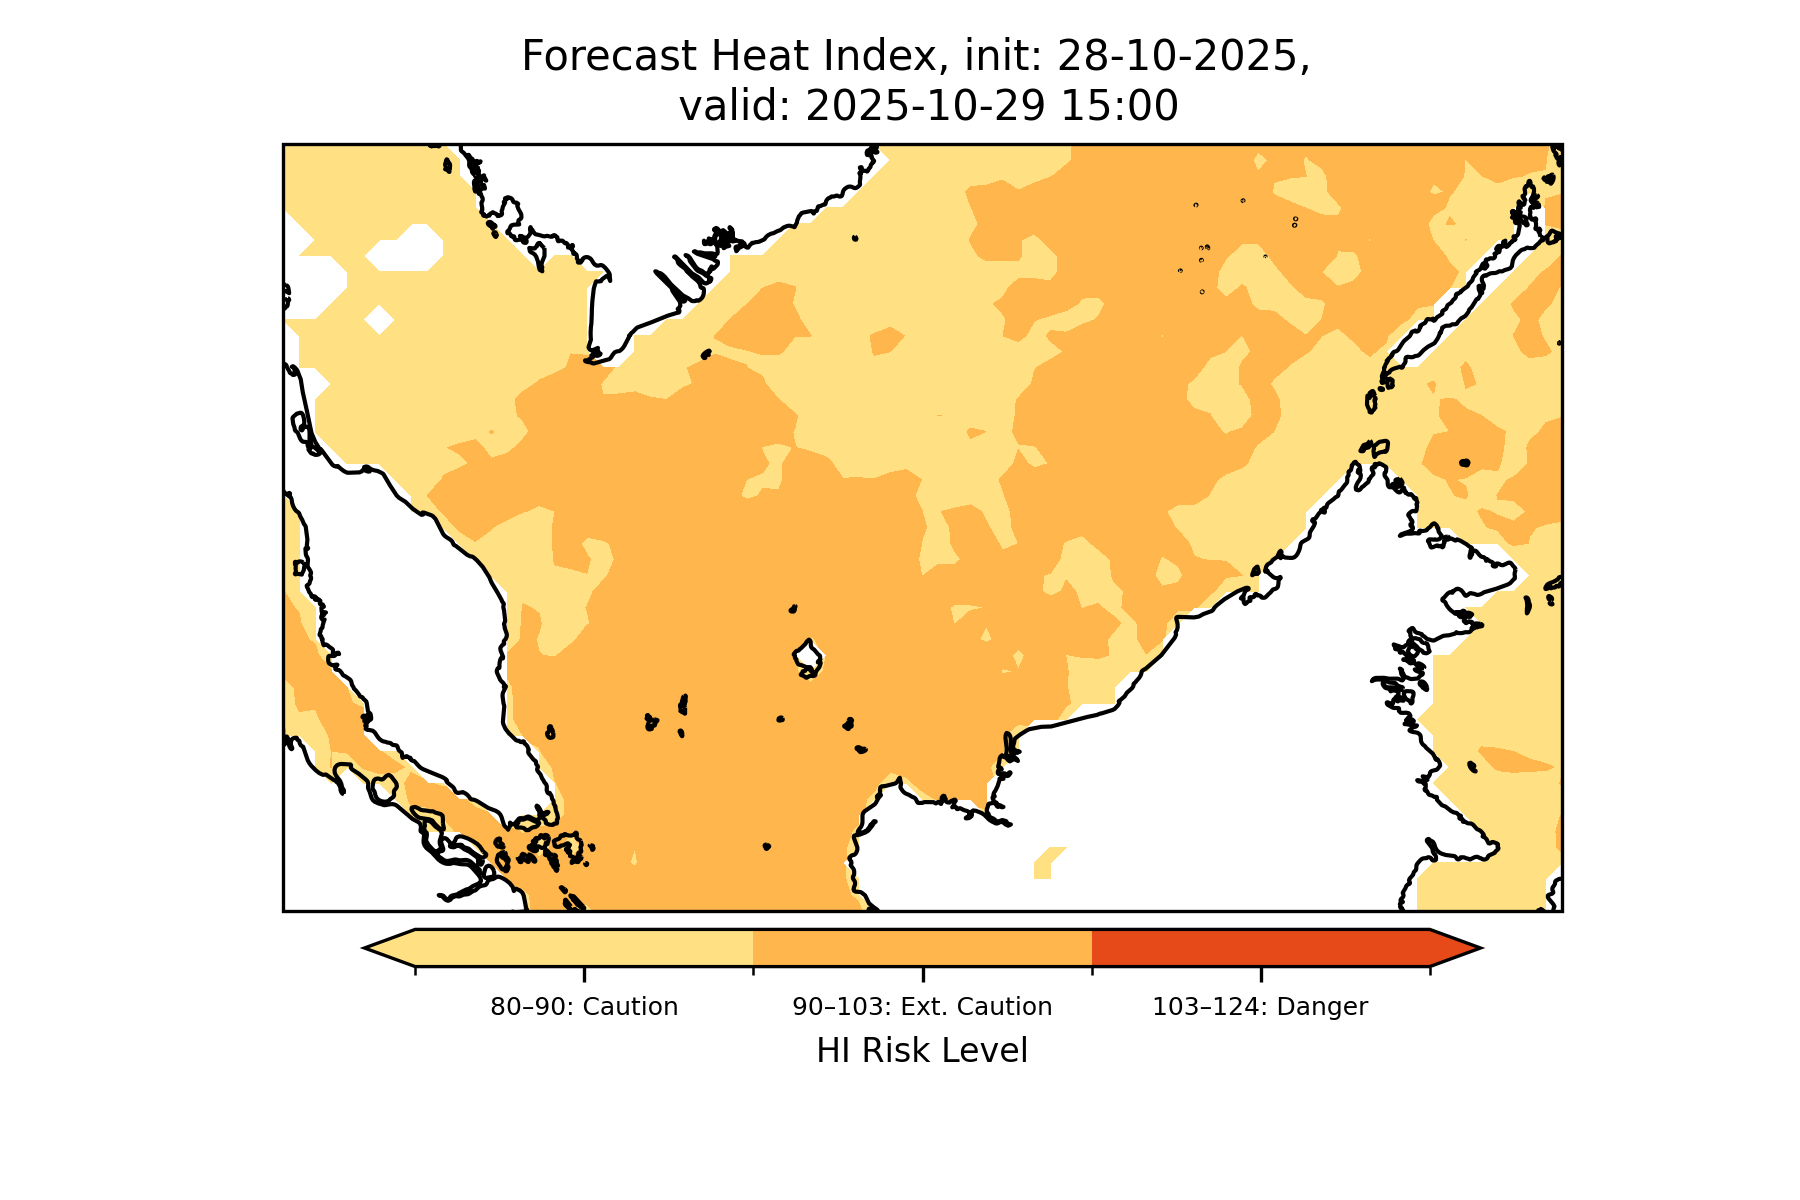 Forecast Heat Index, init: 28-10-2025,
valid: 2025-10-29 15:00
80–90: Caution
90–103: Ext. Caution
103–124: Danger
HI Risk Level